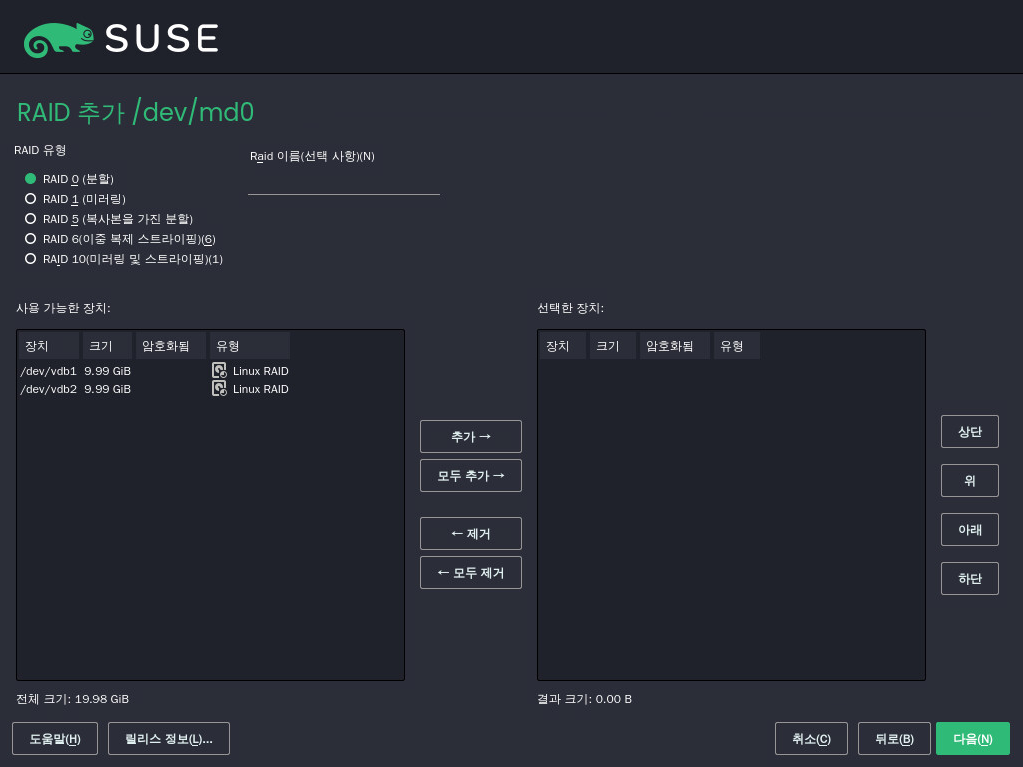 SUSE
RAID 추가 /dev/md0
RAID 유형
Raid 이름(선택 사항)(N)
RAID 0 (분할)
RAID 1 (미러링)
RAID 5 (복사본을 가진 분할)
RAID 6(이중 복제 스트라이핑)(6)
RAID 10(미러링 및 스트라이핑)(1)
사용 가능한 장치:
선택한 장치:
장치 크기 암호화됨 유형
장치 크기 암호화됨 유형
/dev/vdb1 9.99 GiB Linux RAID
/dev/vdb2 9.99 GiB Linux RAID
추가 →
모두 추가 →
← 제거
← 모두 제거
상단
위
아래
하단
전체 크기: 19.98 GiB
결과 크기: 0.00 B
도움말(H)
릴리스 정보(L)...
취소(C)
뒤로(B)
다음(N)